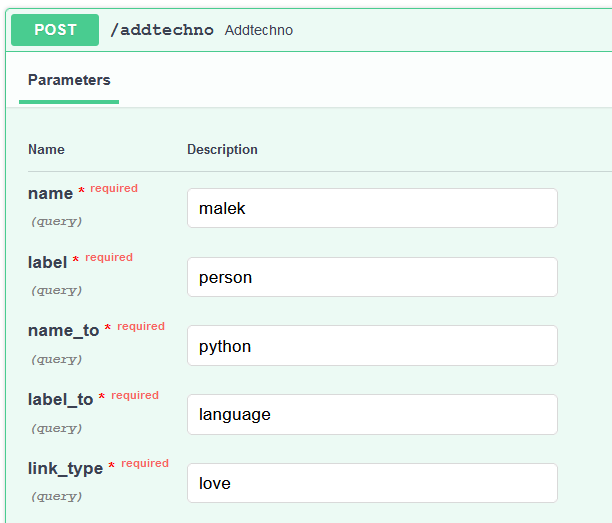 POST /addtechno Addtechno
Parameters
Name Description
name * required
(query)
malek
label * required
(query)
person
name_to * required
(query)
python
label_to * required
(query)
language
link_type * required
(query)
love